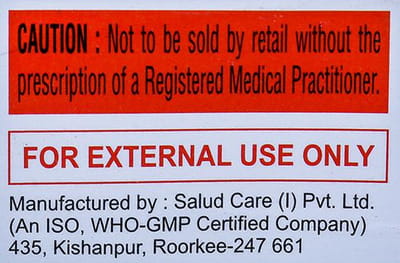 CAUTION : Not to be sold by retail without the
prescription of a Registered Medical Practitioner.
FOR EXTERNAL USE ONLY
Manufactured by : Salud Care (I) Pvt. Ltd.
(An ISO, WHO-GMP Certified Company)
435, Kishanpur, Roorkee-247 661